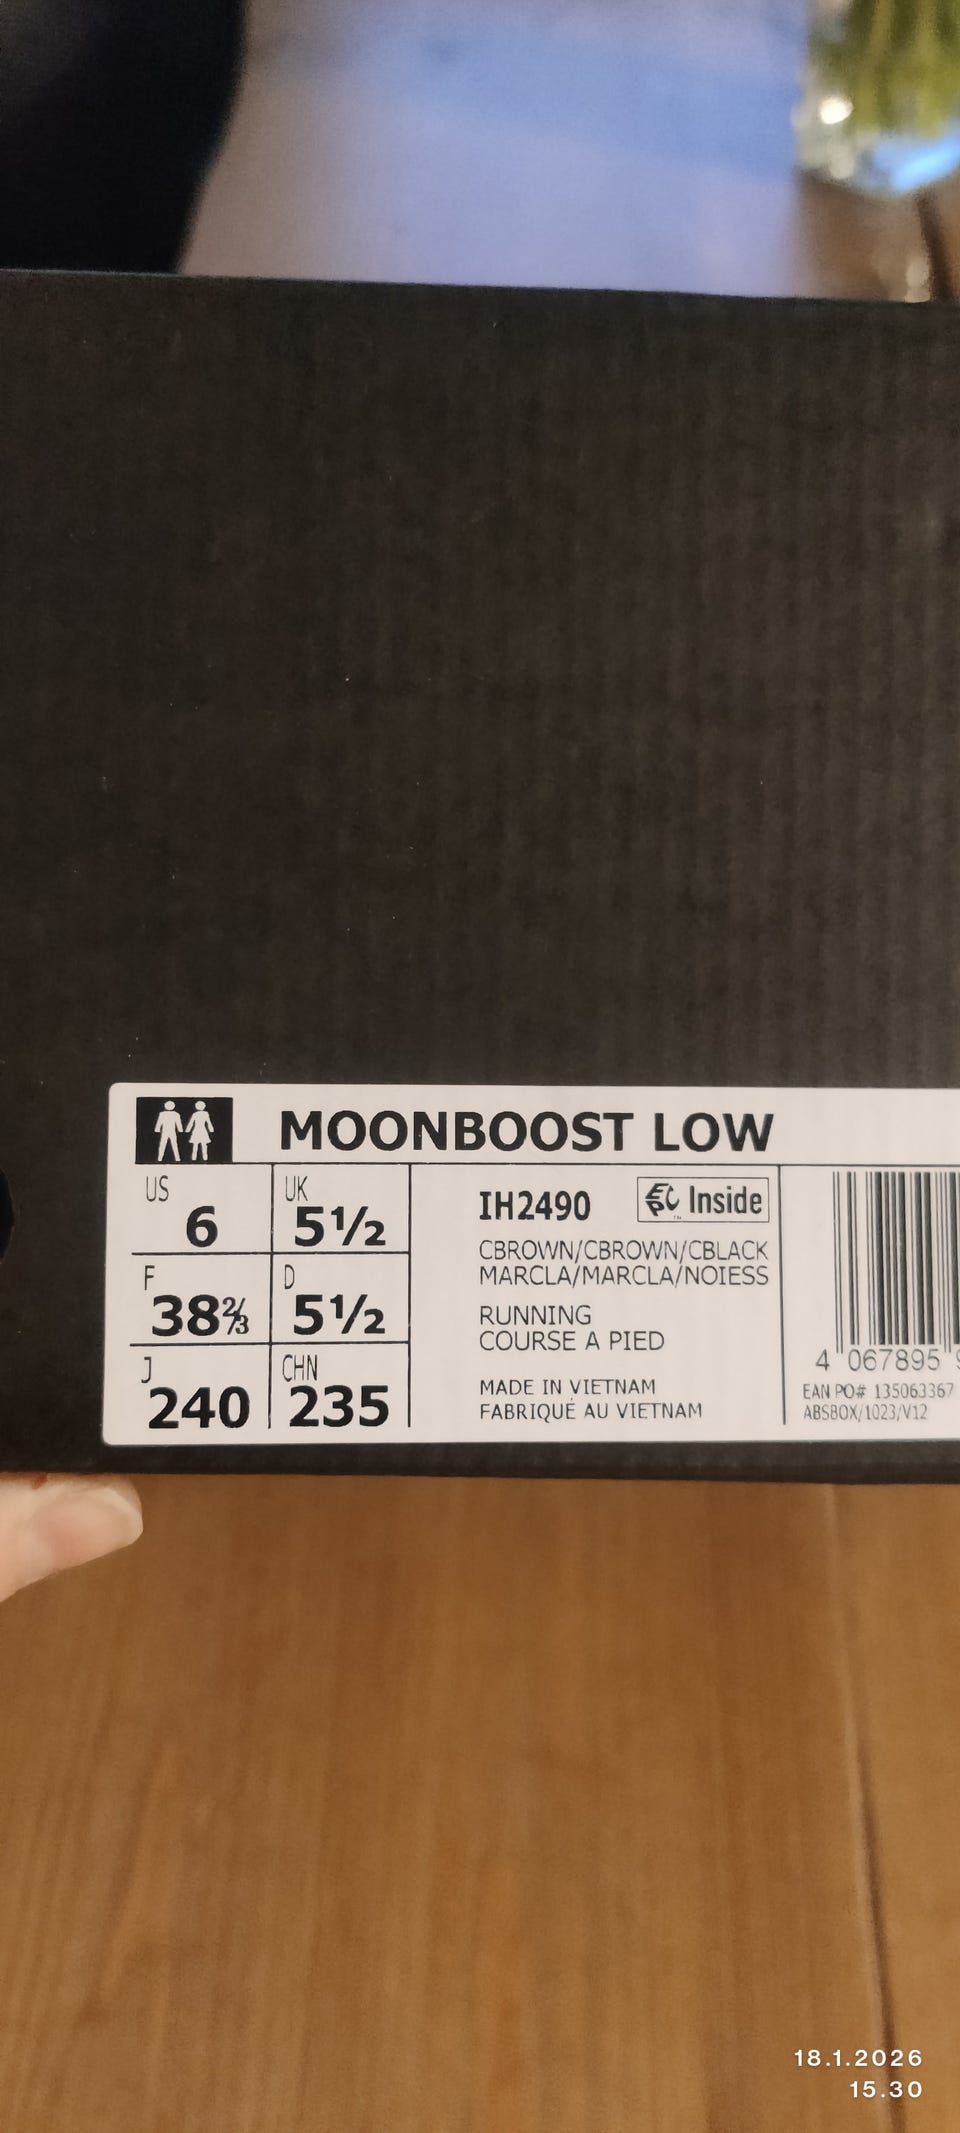 MOONBOOST LOW
US
6
UK
5½
F
38⅔
D
5½
J
240
CHN
235
IH2490
Inside
CBROWN/CBROWN/CBLACK
MARCLA/MARCLA/NOIESS
RUNNING
COURSE A PIED
MADE IN VIETNAM
FABRIQUÉ AU VIETNAM
4 067895
EAN PO# 135063367
ABSBOX/1023/V12
18.1.2026
15.30